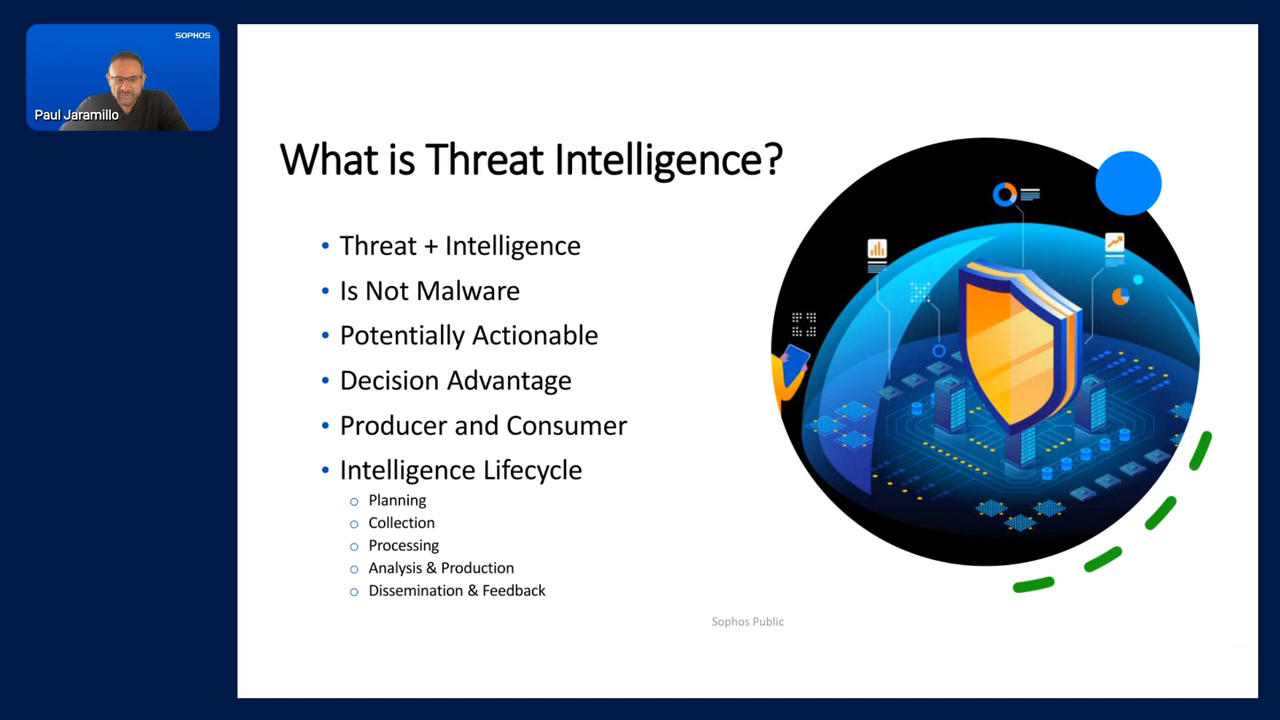 SOPHOS
Paul Jaramillo
What is Threat Intelligence?
• Threat + Intelligence
• Is Not Malware
• Potentially Actionable
• Decision Advantage
• Producer and Consumer
• Intelligence Lifecycle
o Planning
o Collection
o Processing
o Analysis & Production
o Dissemination & Feedback
Sophos Public